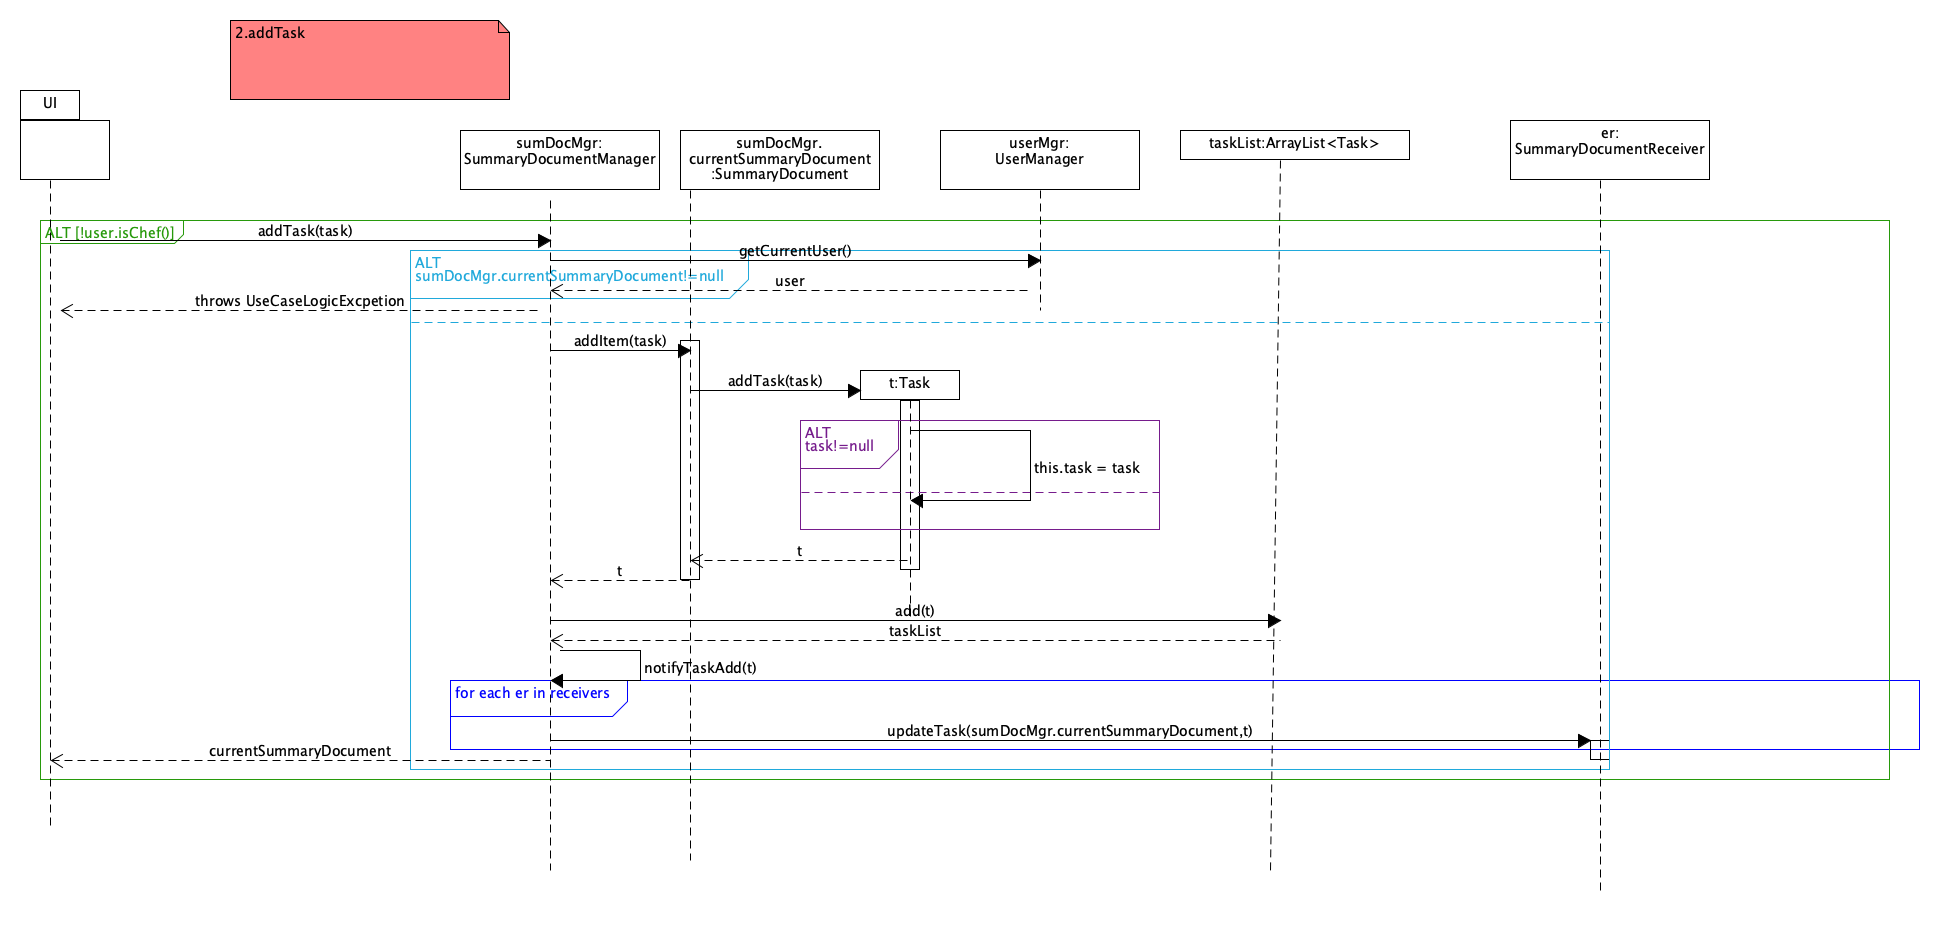 2.addTask
UI
sumDocMgr:
SummaryDocumentManager
sumDocMgr.
currentSummaryDocument
:SummaryDocument
userMgr:
UserManager
taskList:ArrayList<Task>
er:
SummaryDocumentReceiver
ALT [!user.isChef()]
addTask(task)
getCurrentUser()
ALT
sumDocMgr.currentSummaryDocument!=null
user
throws UseCaseLogicExcpetion
addItem(task)
addTask(task)
t:Task
ALT
task!=null
this.task = task
t
t
add(t)
taskList
notifyTaskAdd(t)
for each er in receivers
updateTask(sumDocMgr.currentSummaryDocument,t)
currentSummaryDocument